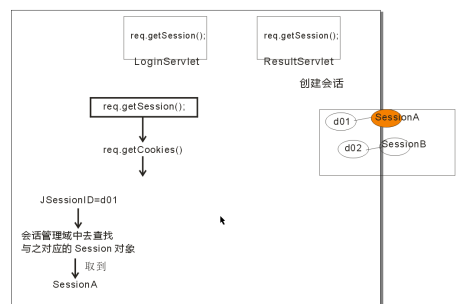 req.getSession();
req.getSession();
LoginServlet
ResultServlet
创建会话
req.getSession();
d01
SessionA
d02
SessionB
req.getCookies()
JSessionID=d01
会话管理域中去查找
与之对应的 Session 对象
取到
SessionA